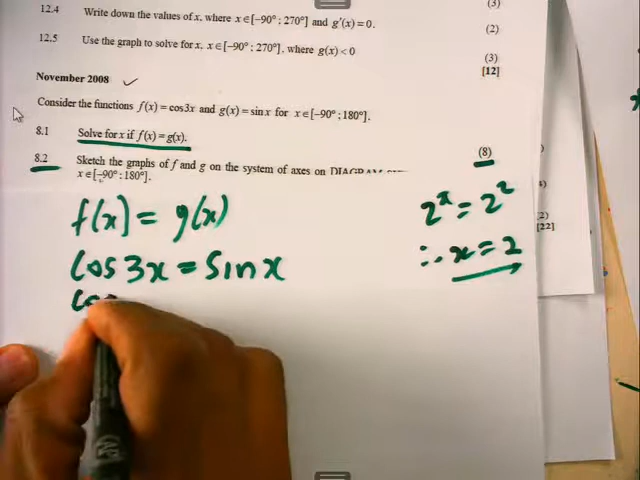 (3)
12.4 Write down the values of x, where x∈[−90°; 270°] and g'(x)=0.
(2)
12.5 Use the graph to solve for x, x∈[−90°; 270°], where g(x)<0
(3)
[12]
November 2008 ✓
Consider the functions f(x)=cos3x and g(x)=sinx for x∈[−90°;180°].
8.1 Solve for x if f(x)=g(x).
(8)
8.2 Sketch the graphs of f and g on the system of axes on
x∈[−90°;180°].
f(x) = g(x)
2^x = 2^2
cos 3x = sin x
∴ x = 2
2)
[22]